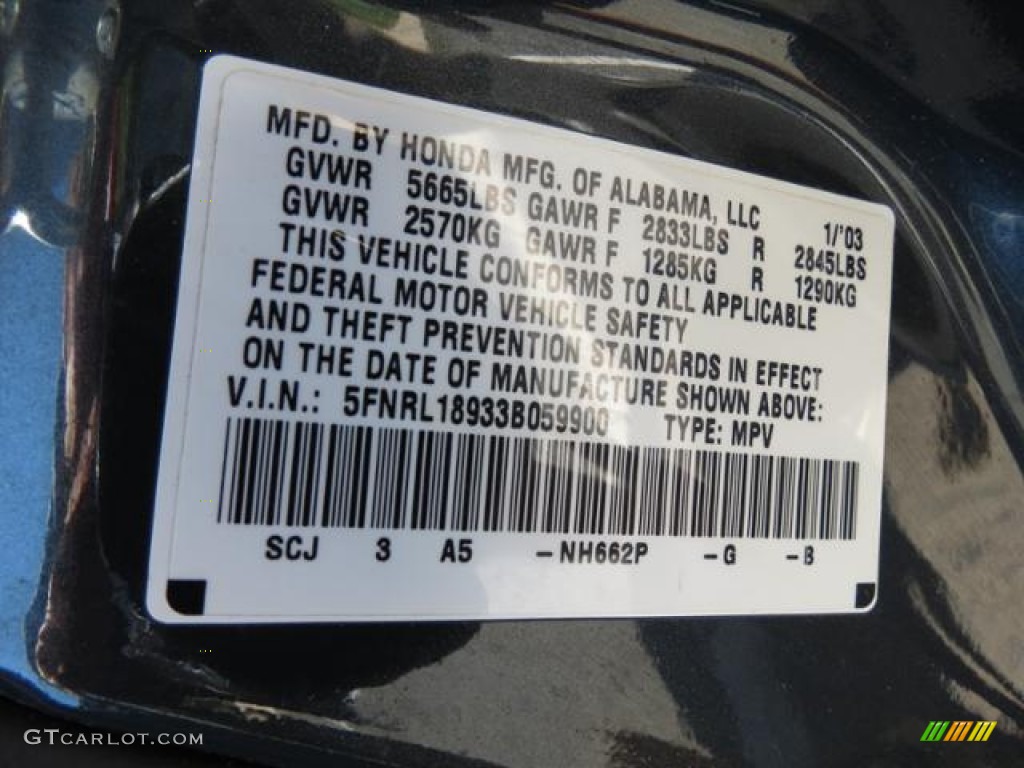 MFD. BY HONDA MFG. OF ALABAMA, LLC 1/'03
GVWR 5665LBS GAWR F 2833LBS R 2845LBS
GVWR 2570KG GAWR F 1285KG R 1290KG
THIS VEHICLE CONFORMS TO ALL APPLICABLE
FEDERAL MOTOR VEHICLE SAFETY
AND THEFT PREVENTION STANDARDS IN EFFECT
ON THE DATE OF MANUFACTURE SHOWN ABOVE:
V.I.N.: 5FNRL18933B059900 TYPE: MPV
SCJ 3 A5 -NH662P -G -B
GTCARLOT.COM